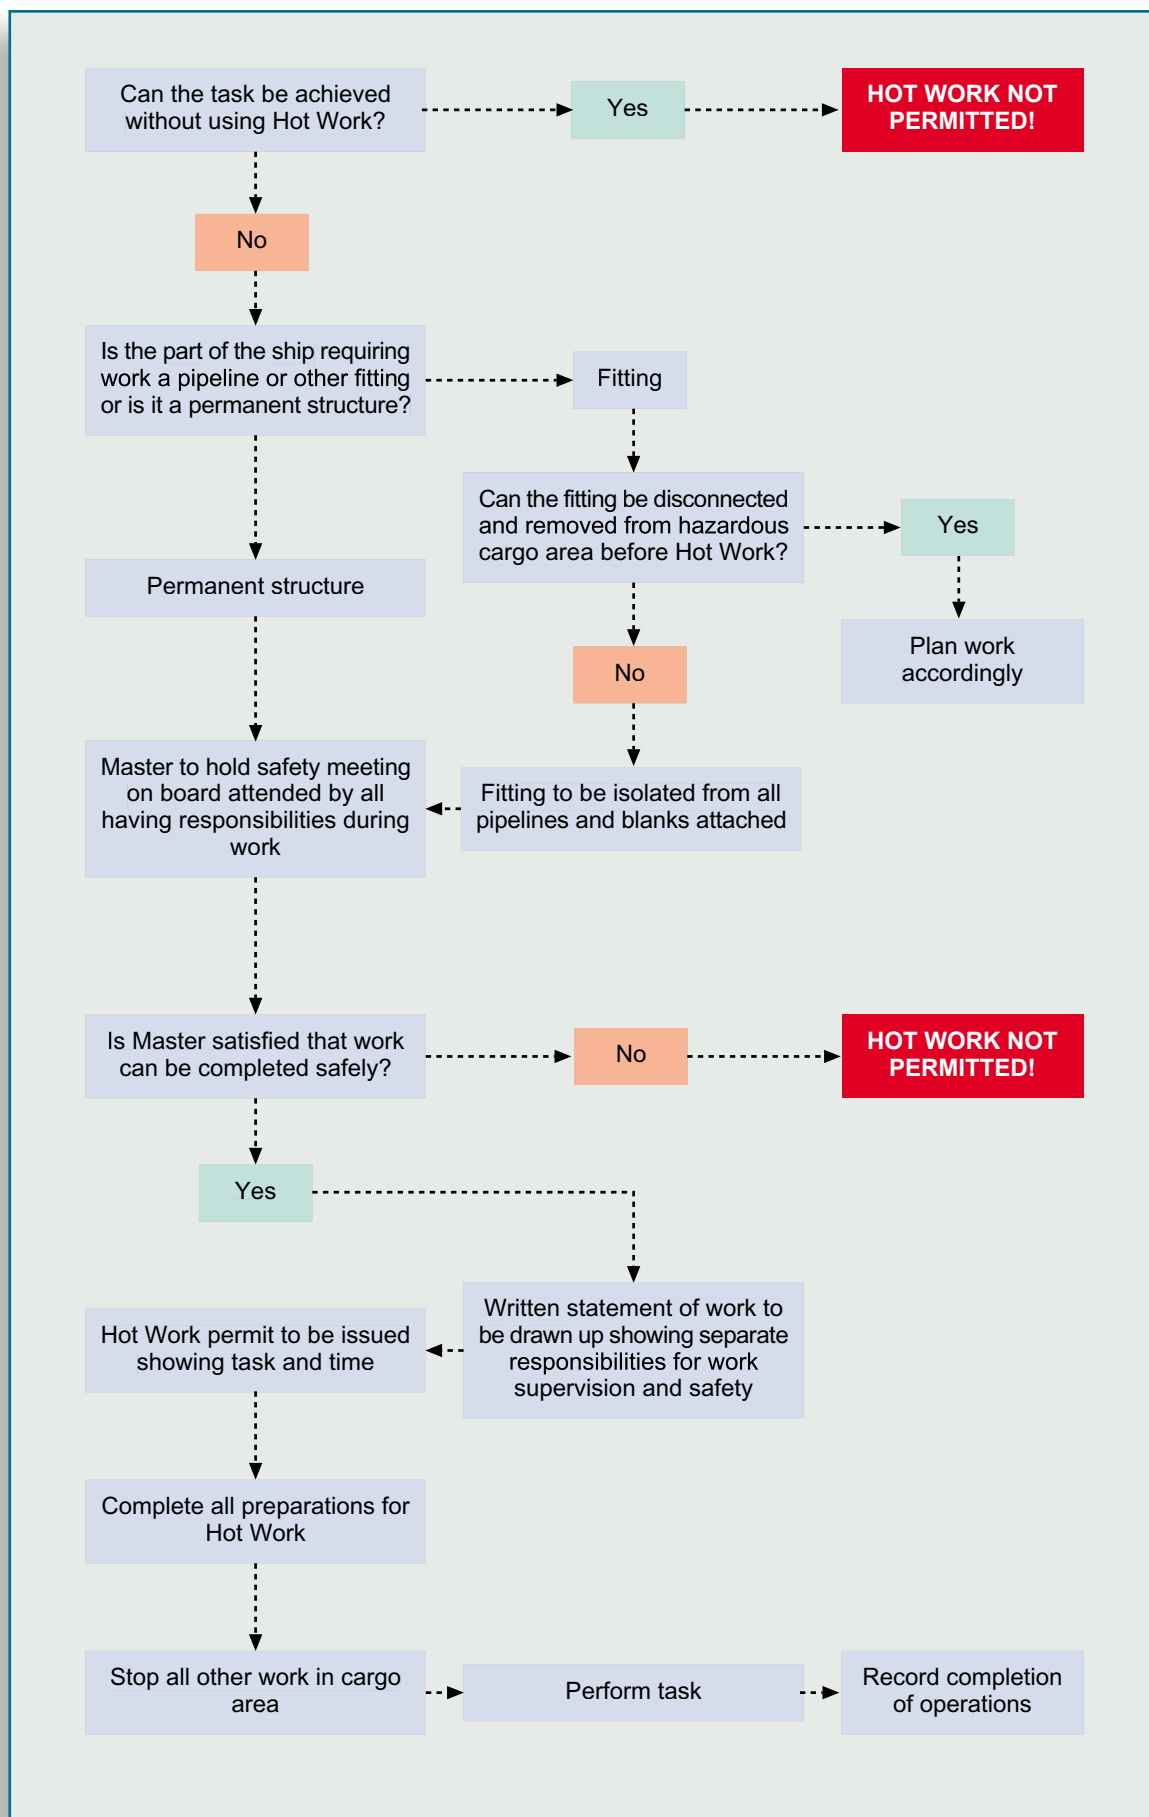 Can the task be achieved
without using Hot Work?
Yes
HOT WORK NOT
PERMITTED!
No
Is the part of the ship requiring
work a pipeline or other fitting
or is it a permanent structure?
Fitting
Can the fitting be disconnected
and removed from hazardous
cargo area before Hot Work?
Yes
Permanent structure
Plan work
accordingly
No
Master to hold safety meeting
on board attended by all
having responsibilities during
work
Fitting to be isolated from all
pipelines and blanks attached
Is Master satisfied that work
can be completed safely?
No
HOT WORK NOT
PERMITTED!
Yes
Written statement of work to
be drawn up showing separate
responsibilities for work
supervision and safety
Hot Work permit to be issued
showing task and time
Complete all preparations for
Hot Work
Stop all other work in cargo
area
Perform task
Record completion
of operations